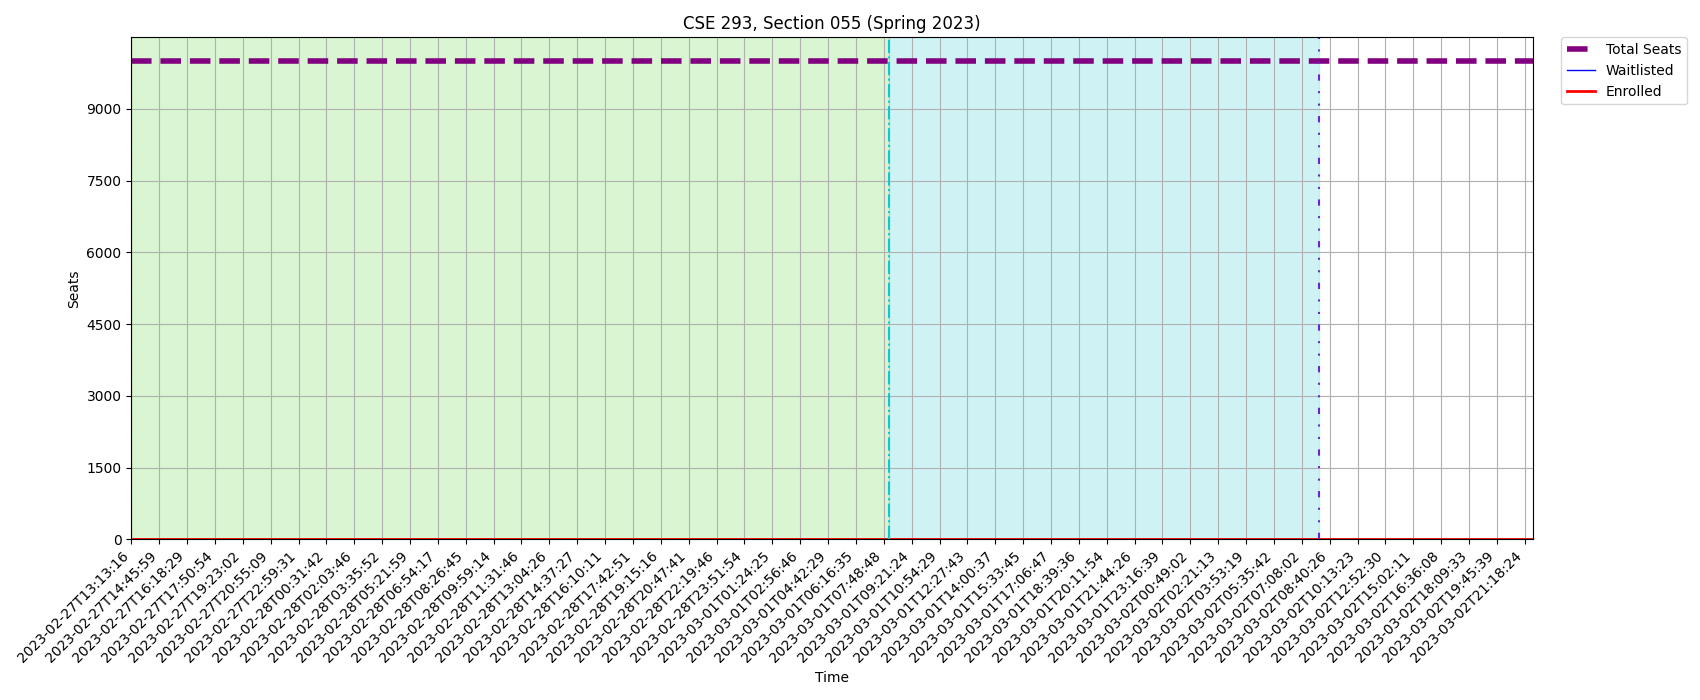 CSE 293, Section 055 (Spring 2023)
Total Seats
Waitlisted
Enrolled
9000
7500
6000
4500
3000
1500
0
Seats
2023-02-27T13:13:16
2023-02-27T14:45:59
2023-02-27T16:18:29
2023-02-27T17:50:54
2023-02-27T19:23:02
2023-02-27T20:55:09
2023-02-27T22:59:31
2023-02-28T00:31:42
2023-02-28T02:03:46
2023-02-28T03:35:52
2023-02-28T05:21:59
2023-02-28T06:54:17
2023-02-28T08:26:45
2023-02-28T09:59:14
2023-02-28T11:31:46
2023-02-28T13:04:26
2023-02-28T14:37:27
2023-02-28T16:10:11
2023-02-28T17:42:51
2023-02-28T19:15:16
2023-02-28T20:47:41
2023-02-28T22:19:46
2023-02-28T23:51:54
2023-03-01T01:24:25
2023-03-01T02:56:46
2023-03-01T04:42:29
2023-03-01T06:16:35
2023-03-01T07:48:48
2023-03-01T09:21:24
2023-03-01T10:54:29
2023-03-01T12:27:43
2023-03-01T14:00:37
2023-03-01T15:33:45
2023-03-01T17:06:47
2023-03-01T18:39:36
2023-03-01T20:11:54
2023-03-01T21:44:26
2023-03-01T23:16:39
2023-03-02T00:49:02
2023-03-02T02:21:13
2023-03-02T03:53:19
2023-03-02T05:35:42
2023-03-02T07:08:02
2023-03-02T08:40:26
2023-03-02T10:13:23
2023-03-02T12:52:30
2023-03-02T15:02:11
2023-03-02T16:36:08
2023-03-02T18:09:33
2023-03-02T19:45:39
2023-03-02T21:18:24
Time